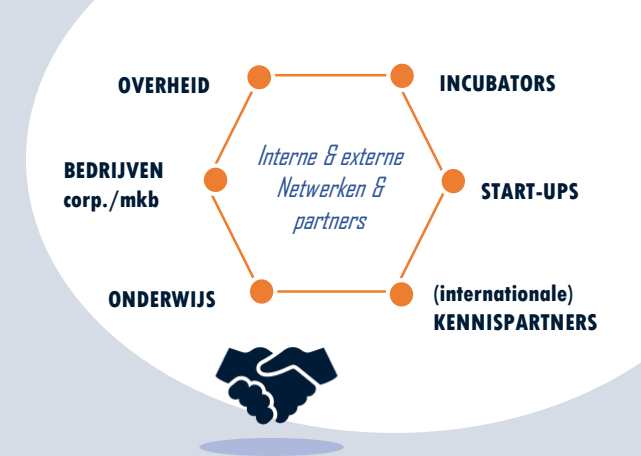 OVERHEID
INCUBATORS
Interne & externe
Netwerken &
partners
BEDRIJVEN
corp./mkb
START-UPS
ONDERWIJS
(internationale)
KENNISPARTNERS